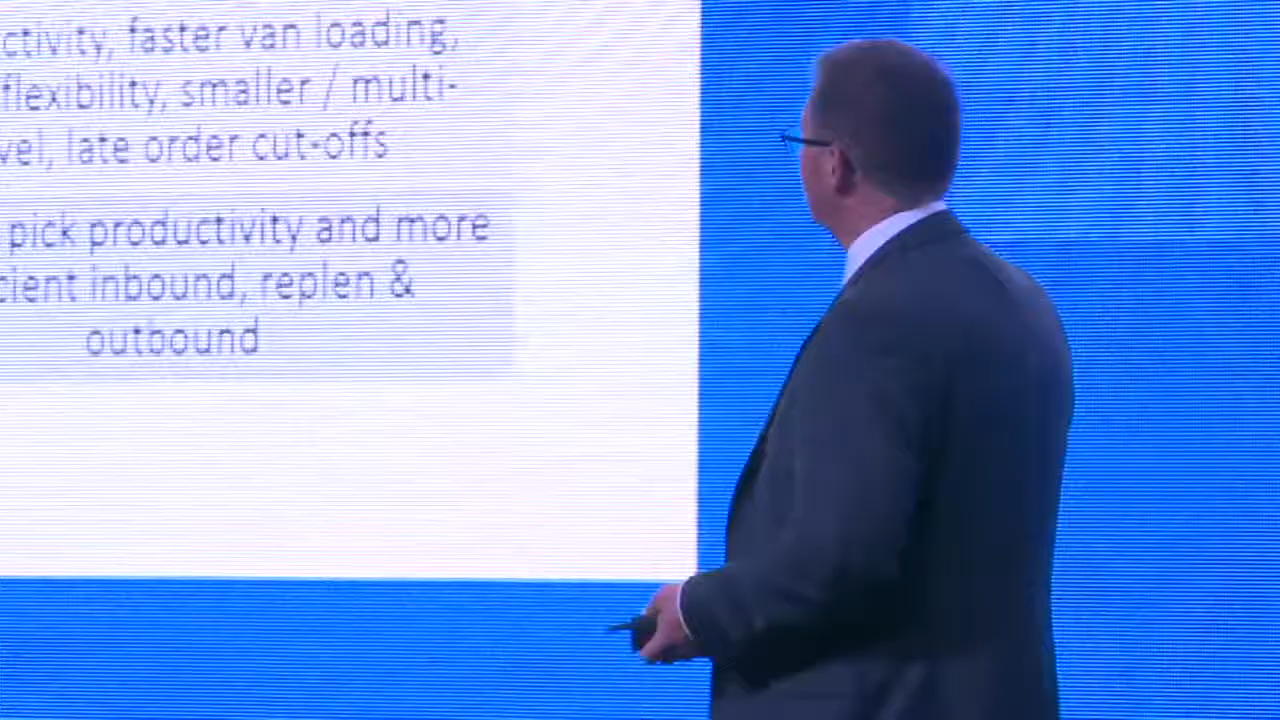 ctivity, faster van loading,
flexibility, smaller / multi-
vel, late order cut-offs
pick productivity and more
cient inbound, replen &
outbound